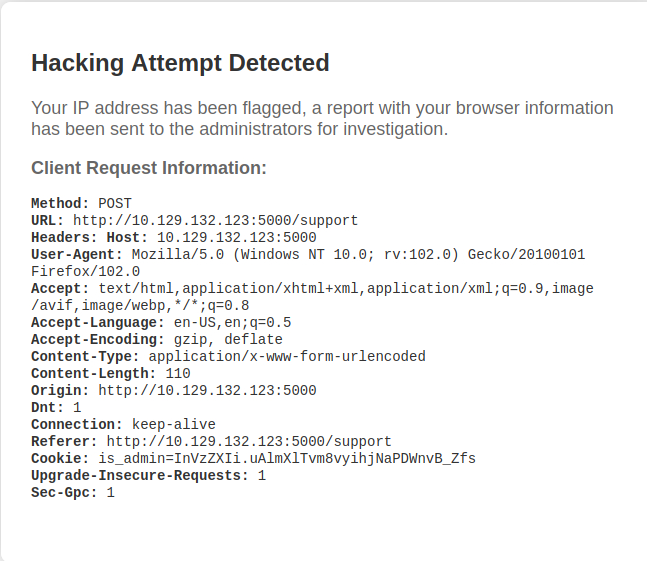 Hacking Attempt Detected
Your IP address has been flagged, a report with your browser information
has been sent to the administrators for investigation.
Client Request Information:
Method: POST
URL: http://10.129.132.123:5000/support
Headers: Host: 10.129.132.123:5000
User-Agent: Mozilla/5.0 (Windows NT 10.0; rv:102.0) Gecko/20100101
Firefox/102.0
Accept: text/html,application/xhtml+xml,application/xml;q=0.9,image
/avif,image/webp,*/*;q=0.8
Accept-Language: en-US,en;q=0.5
Accept-Encoding: gzip, deflate
Content-Type: application/x-www-form-urlencoded
Content-Length: 110
Origin: http://10.129.132.123:5000
Dnt: 1
Connection: keep-alive
Referer: http://10.129.132.123:5000/support
Cookie: is_admin=InVzZXIi.uAlmXlTvm8vyihjNaPDWnvB_Zfs
Upgrade-Insecure-Requests: 1
Sec-Gpc: 1